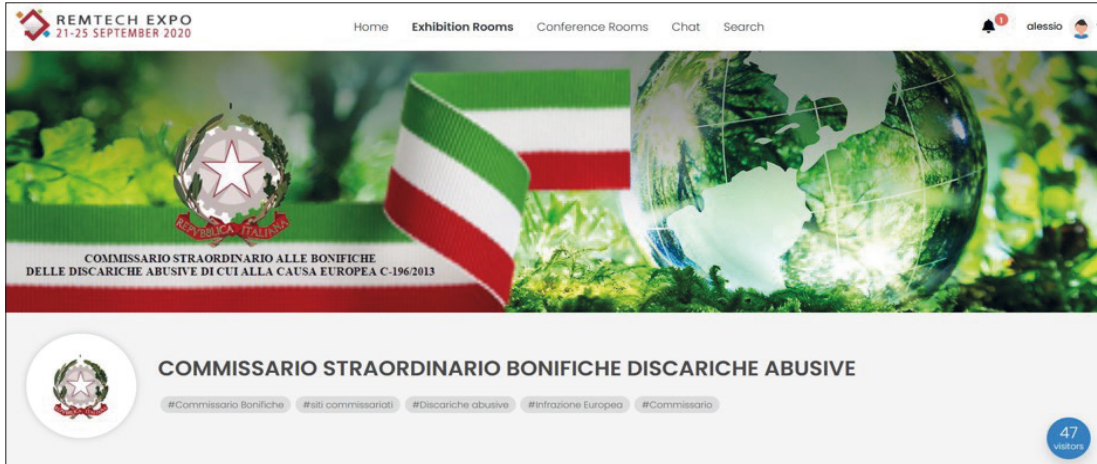 REMTECH EXPO
21-25 SEPTEMBER 2020
Home Exhibition Rooms Conference Rooms Chat Search
1
alessio
REPVBBLICA ITALIANA
COMMISSARIO STRAORDINARIO ALLE BONIFICHE
DELLE DISCARICHE ABUSIVE DI CUI ALLA CAUSA EUROPEA C-196/2013
COMMISSARIO STRAORDINARIO BONIFICHE DISCARICHE ABUSIVE
#Commissario Bonifiche #siti commissariati #Discariche abusive #Infrazione Europea #Commissario
47
visitors